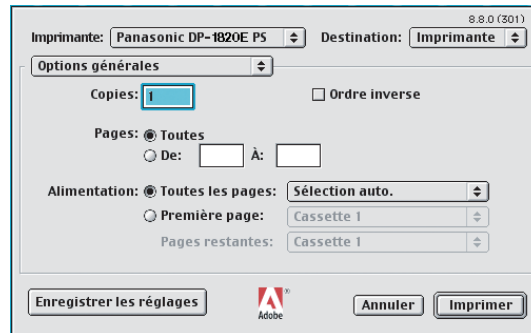 8.8.0 (301)
Imprimante: Panasonic DP-1820E PS Destination: Imprimante
Options générales
Copies: 1 Ordre inverse
Pages: Toutes
De: À:
Alimentation: Toutes les pages: Sélection auto.
Première page: Cassette 1
Pages restantes: Cassette 1
Enregistrer les réglages Adobe ® Annuler Imprimer